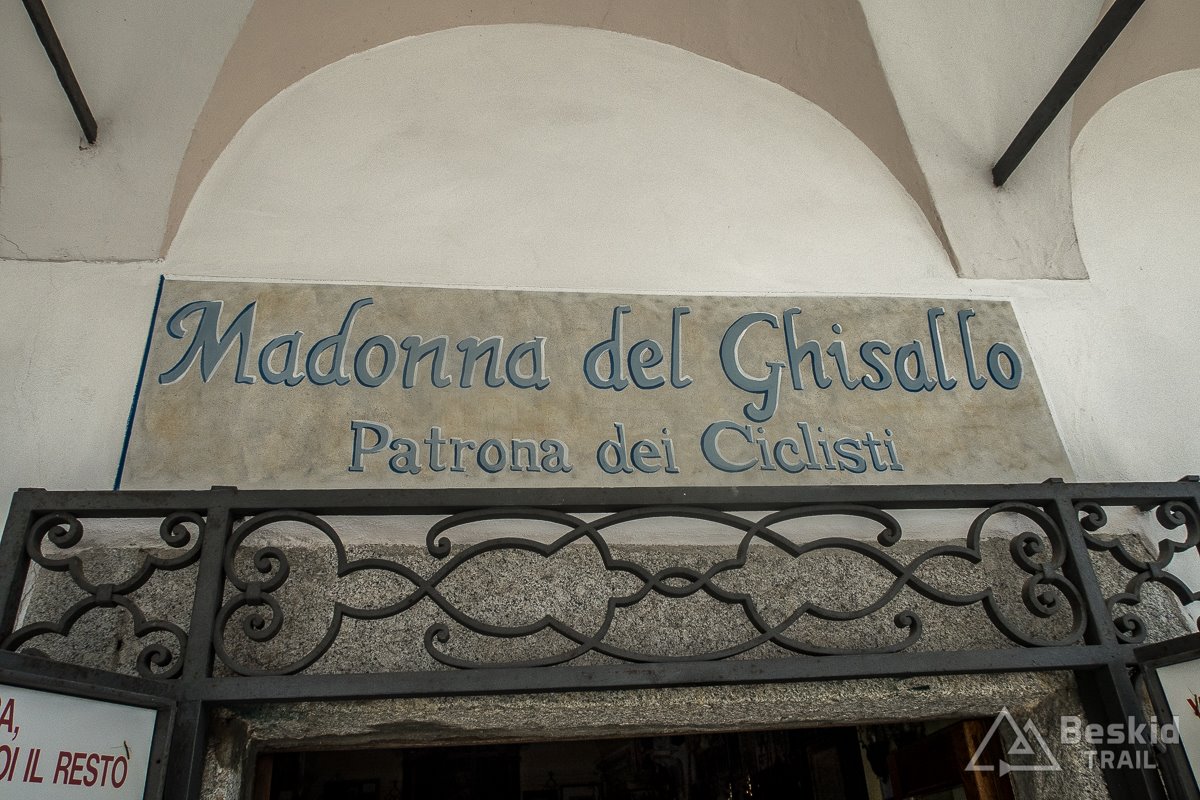 Madonna del Ghisallo
Patrona dei Ciclisti
OI IL RESTO
Beskid
TRAIL